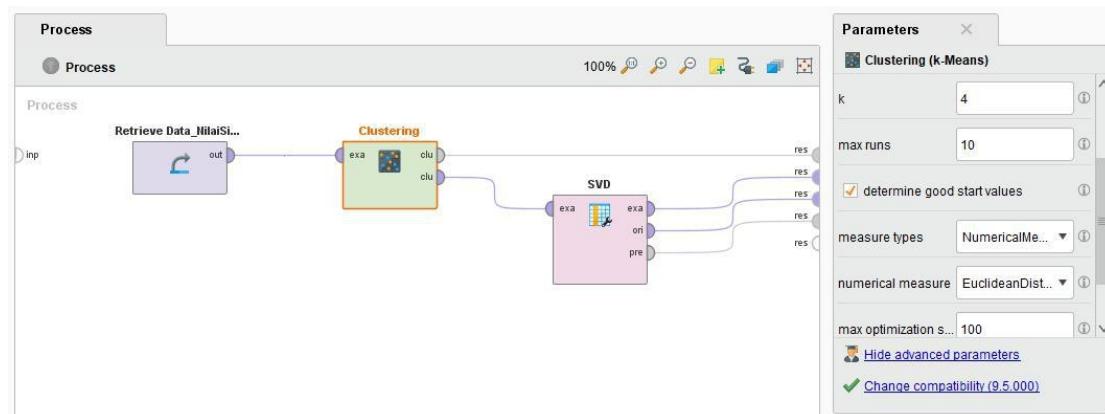 Process
Process
100%
Process
inp
Retrieve Data_NilaiSi...
out
Clustering
exa
clu
clu
SVD
exa
exa
ori
pre
res
res
res
res
res
Parameters
Clustering (k-Means)
k
4
max runs
10
determine good start values
measure types
NumericalMe...
numerical measure
EuclideanDist...
max optimization s...
100
Hide advanced parameters
Change compatibility (9.5.000)